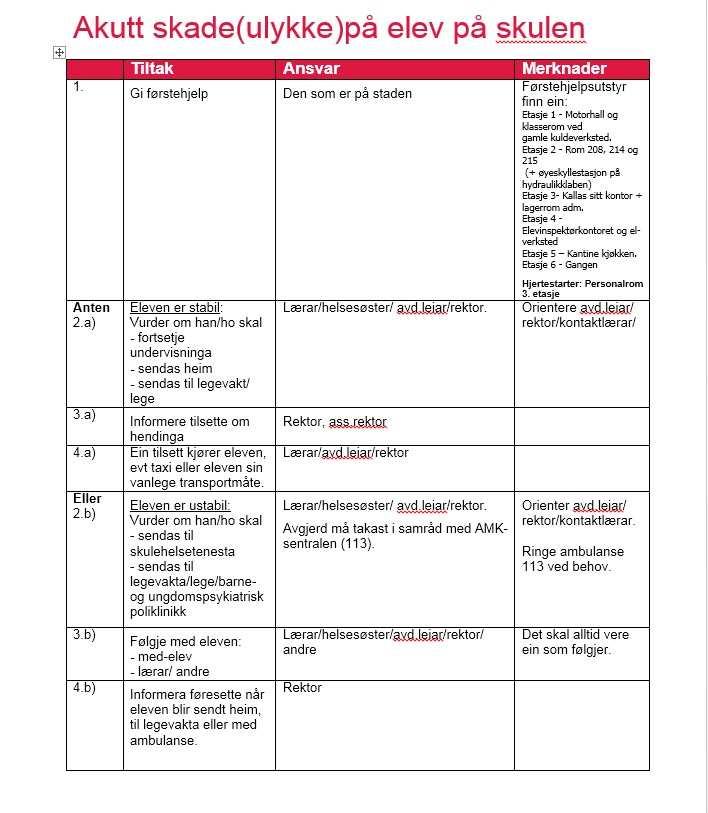 Akutt skade(ulykke)på elev på skulen
Tiltak Ansvar Merknader
1.
Gi førstehjelp
Den som er på staden
Førstehjelpsutstyr
finn ein:
Etasje 1 - Motorhall og
klasserom ved
gamle kuldeverksted.
Etasje 2 - Rom 208, 214 og
215
(+ øyeskyllestasjon på
hydraulikklaben)
Etasje 3- Kallas sitt kontor +
lagerrom adm.
Etasje 4 -
Elevinspektørkontoret og el-
verksted
Etasje 5 – Kantine kjøkken.
Etasje 6 - Gangen
Hjertestarter: Personalrom
3. etasje
Anten
2.a)
Eleven er stabil:
Vurder om han/ho skal
- fortsetje
undervisninga
- sendas heim
- sendas til legevakt/
lege
Lærar/helsesøster/ avd.leiar/rektor.
Orientere avd.leiar/
rektor/kontaktlærar/
3.a)
Informere tilsette om
hendinga
Rektor, ass.rektor
4.a)
Ein tilsett kjører eleven,
evt taxi eller eleven sin
vanlege transportmåte.
Lærar/avd.leiar/rektor
Eller
2.b)
Eleven er ustabil:
Vurder om han/ho skal
- sendas til
skulehelsetenesta
- sendas til
legevakta/lege/barne-
og ungdomspsykiatrisk
poliklinikk
Lærar/helsesøster/ avd.leiar/rektor.
Avgjerd må takast i samråd med AMK-
sentralen (113).
Orienter avd.leiar/
rektor/kontaktlærar.
Ringe ambulanse
113 ved behov.
3.b)
Følgje med eleven:
- med-elev
- lærar/ andre
Lærar/helsesøster/avd.leiar/rektor/
andre
Det skal alltid vere
ein som følgjer.
4.b)
Informera føresette når
eleven blir sendt heim,
til legevakta eller med
ambulanse.
Rektor